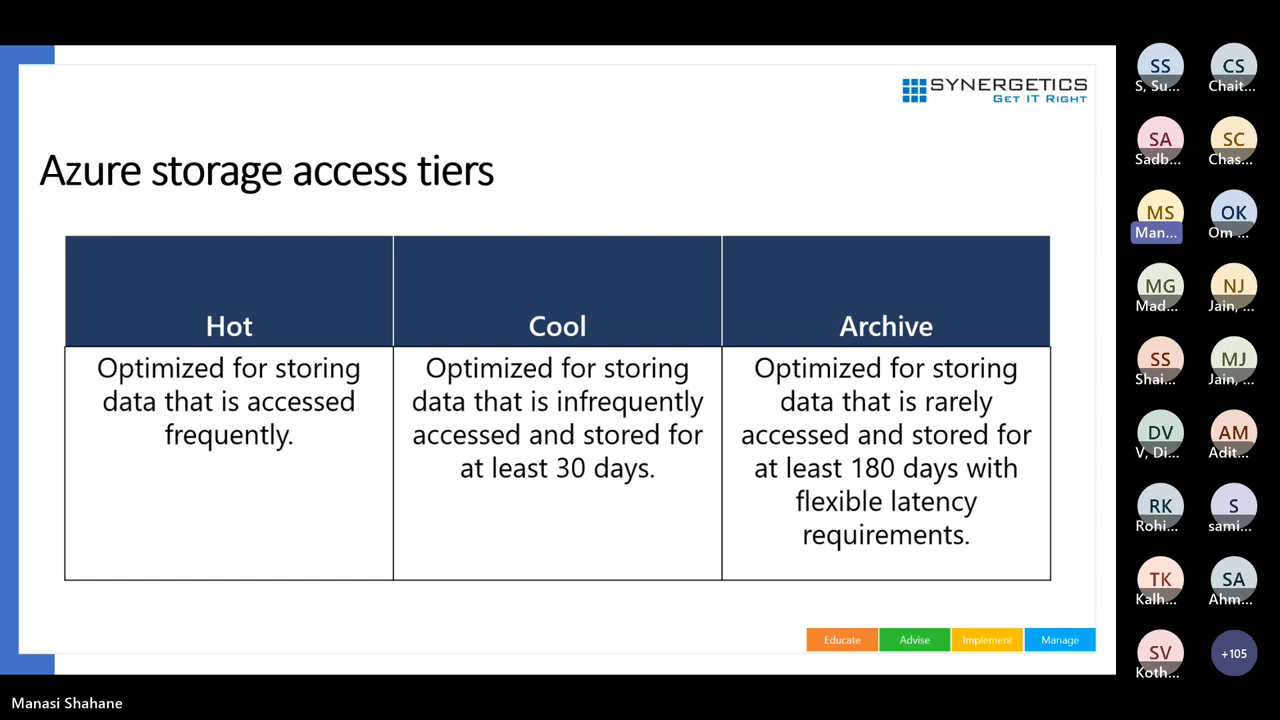 SYNERGETICS
GET IT RIGHT
Azure storage access tiers
Hot
Cool
Archive
Optimized for storing
data that is accessed
frequently.
Optimized for storing
data that is infrequently
accessed and stored for
at least 30 days.
Optimized for storing
data that is rarely
accessed and stored for
at least 180 days with
flexible latency
requirements.
Educate
Advise
Implement
Manage
SS
S, Su...
CS
Chait...
SA
Sadb...
SC
Chas...
MS
Man...
OK
Om ...
MG
Mad...
NJ
Jain, ...
SS
Shai...
MJ
Jain, ...
DV
V, Di...
AM
Adit...
RK
Rohi...
S
sami...
TK
Kalh...
SA
Ahm...
SV
Koth...
+105
Manasi Shahane